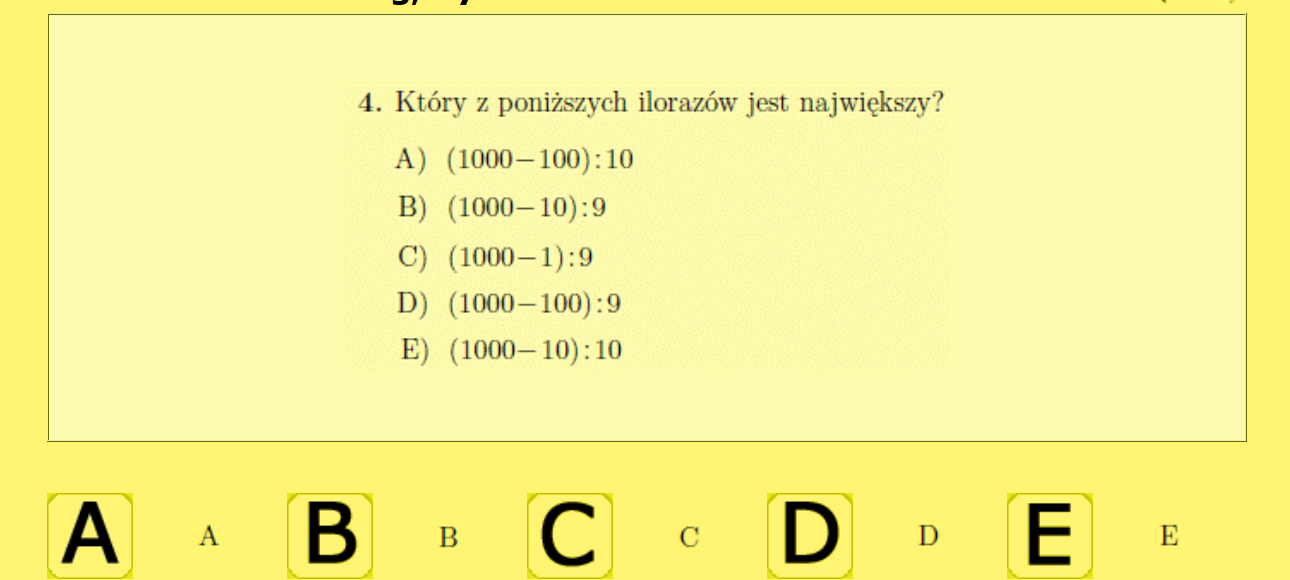 4. Który z poniższych ilorazów jest największy?
A) (1000−100):10
B) (1000−10):9
C) (1000−1):9
D) (1000−100):9
E) (1000−10):10
A A B B C C D D E E